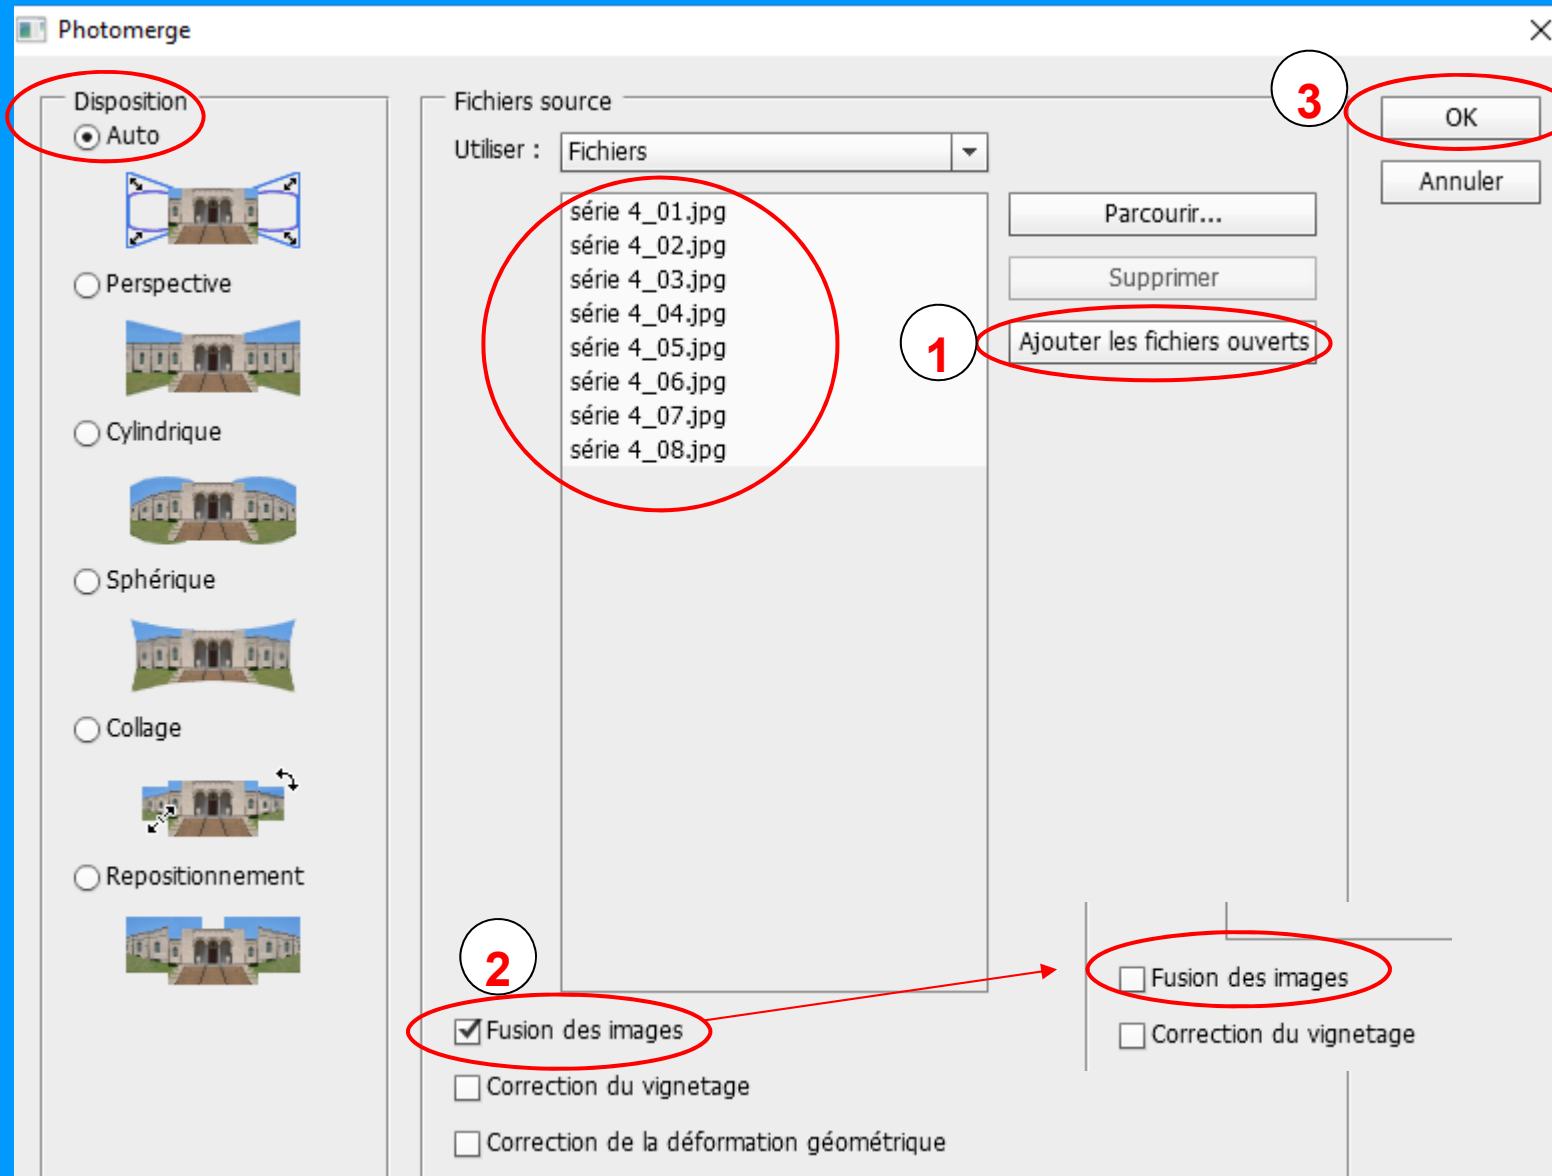 Photomerge
Disposition
Auto
Perspective
Cylindrique
Sphérique
Collage
Repositionnement
Fichiers source
Utiliser :
Fichiers
série 4_01.jpg
série 4_02.jpg
série 4_03.jpg
série 4_04.jpg
série 4_05.jpg
série 4_06.jpg
série 4_07.jpg
série 4_08.jpg
Parcourir...
Supprimer
1
Ajouter les fichiers ouverts
3
OK
Annuler
2
Fusion des images
Correction du vignetage
Correction de la déformation géométrique
Fusion des images
Correction du vignetage